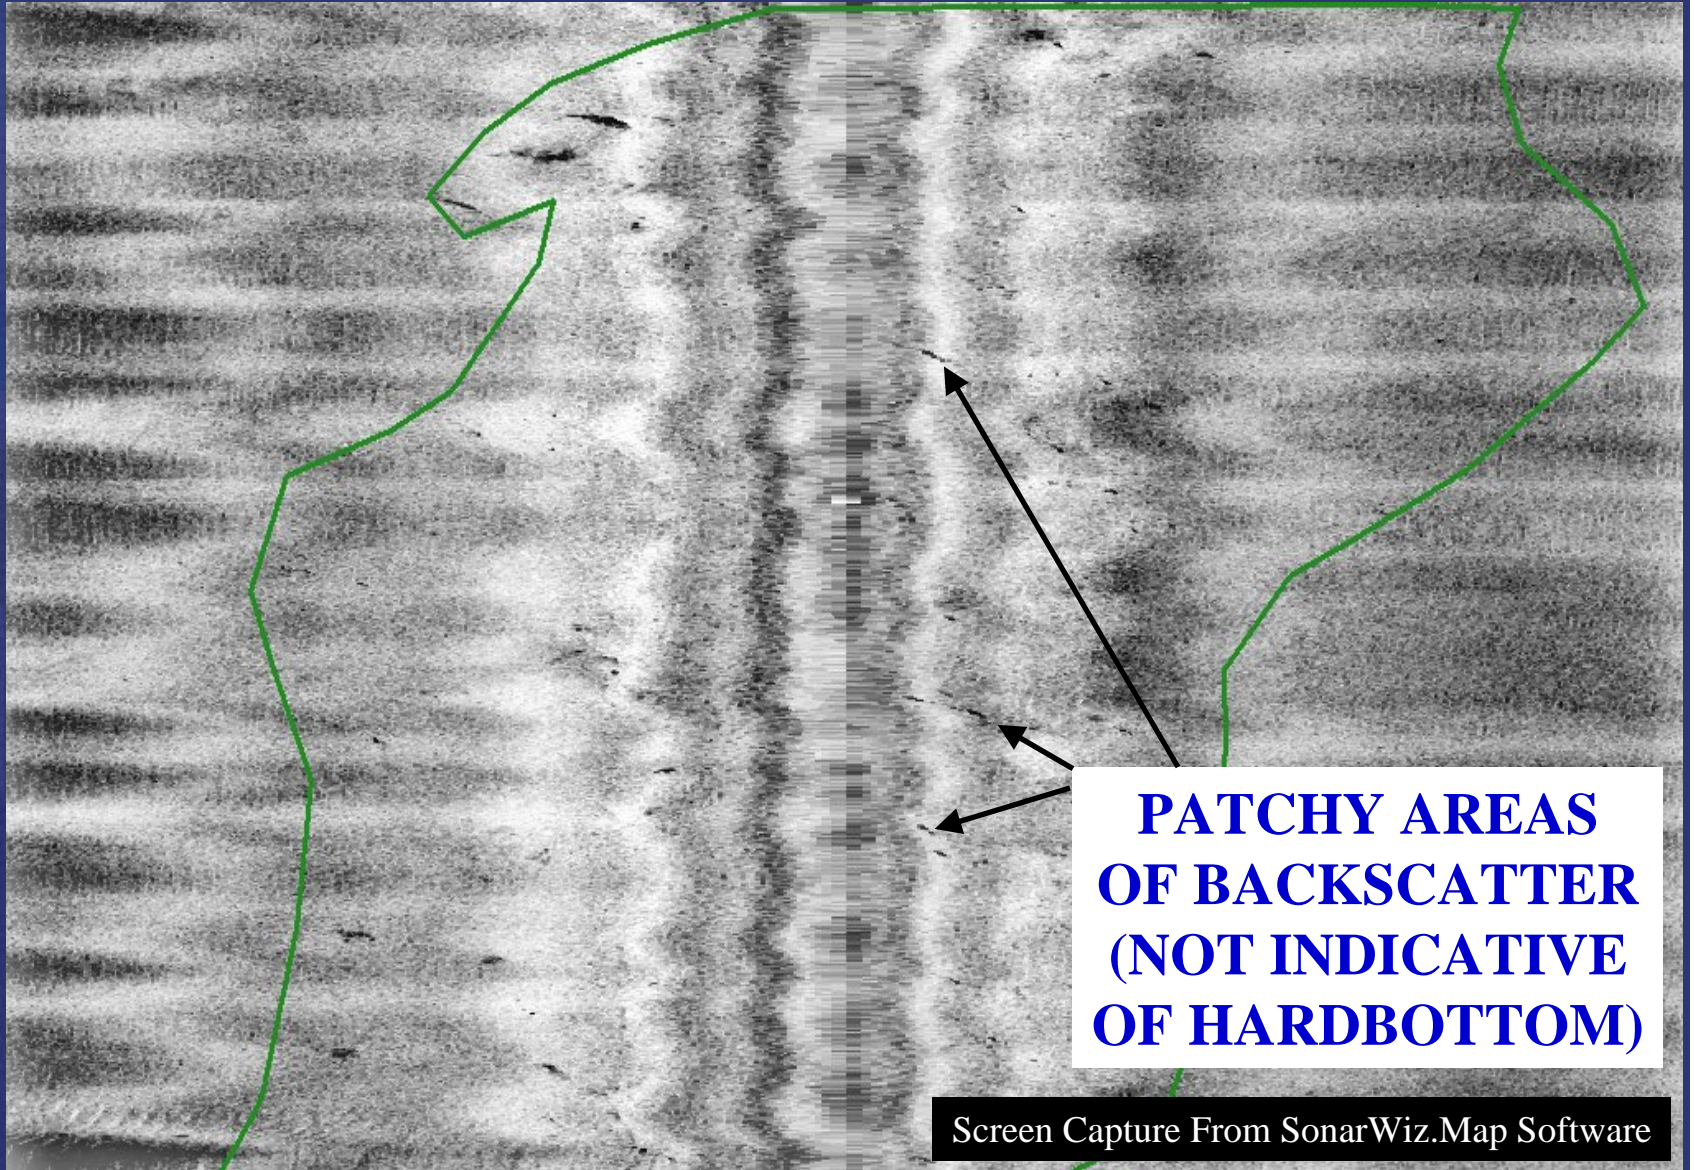 PATCHY AREAS
OF BACKSCATTER
(NOT INDICATIVE
OF HARDBOTTOM)
Screen Capture From SonarWiz.Map Software